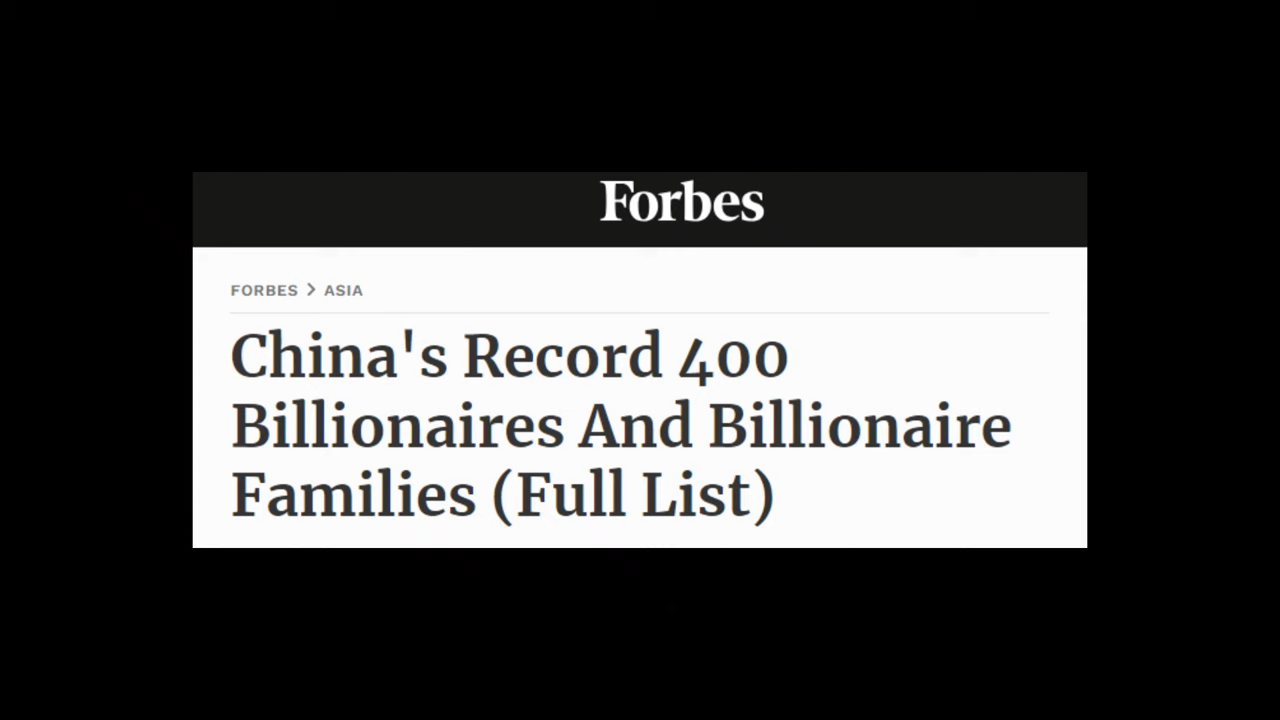 Forbes
FORBES > ASIA
China's Record 400
Billionaires And Billionaire
Families (Full List)